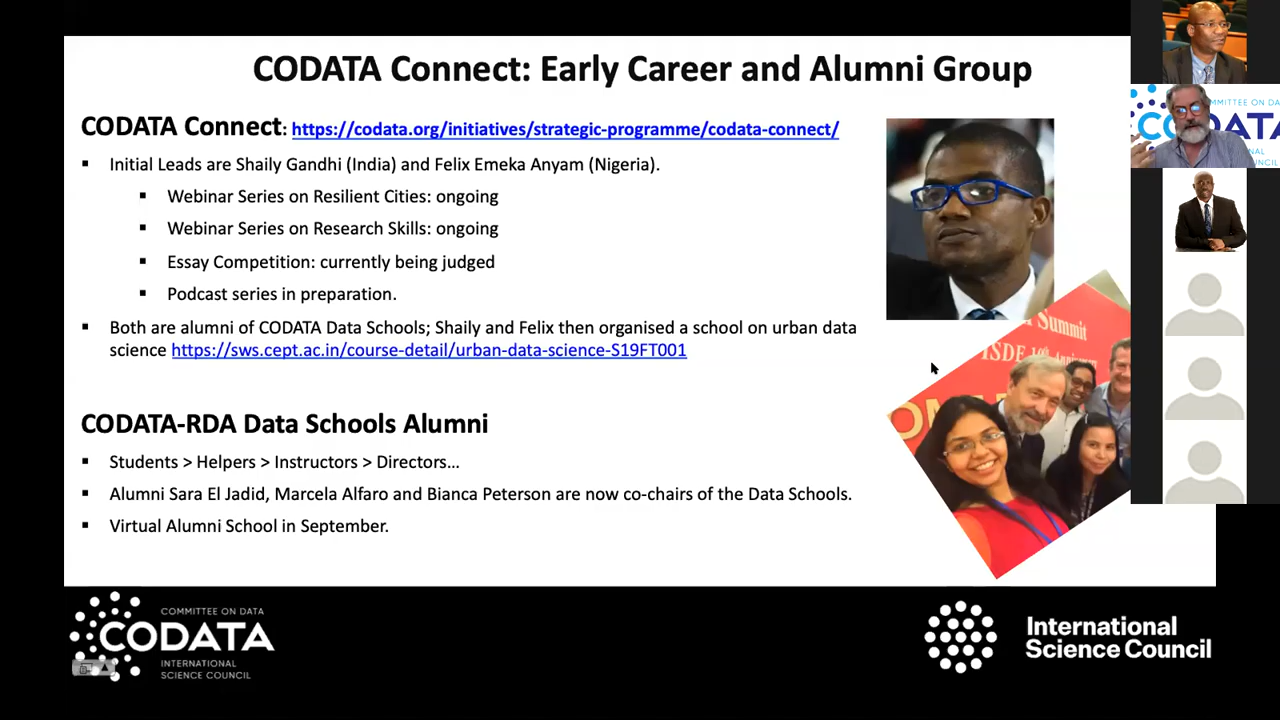 CODATA Connect: Early Career and Alumni Group
CODATA Connect: https://codata.org/initiatives/strategic-programme/codata-connect/
▪ Initial Leads are Shaily Gandhi (India) and Felix Emeka Anyam (Nigeria).
▪ Webinar Series on Resilient Cities: ongoing
▪ Webinar Series on Research Skills: ongoing
▪ Essay Competition: currently being judged
▪ Podcast series in preparation.
▪ Both are alumni of CODATA Data Schools; Shaily and Felix then organised a school on urban data
science https://sws.cept.ac.in/course-detail/urban-data-science-S19FT001
CODATA-RDA Data Schools Alumni
▪ Students > Helpers > Instructors > Directors...
▪ Alumni Sara El Jadid, Marcela Alfaro and Bianca Peterson are now co-chairs of the Data Schools.
▪ Virtual Alumni School in September.
Summit
ISDE 10th
COMMITTEE ON DATA
CODATA
INTERNATIONAL
SCIENCE COUNCIL
International
Science Council